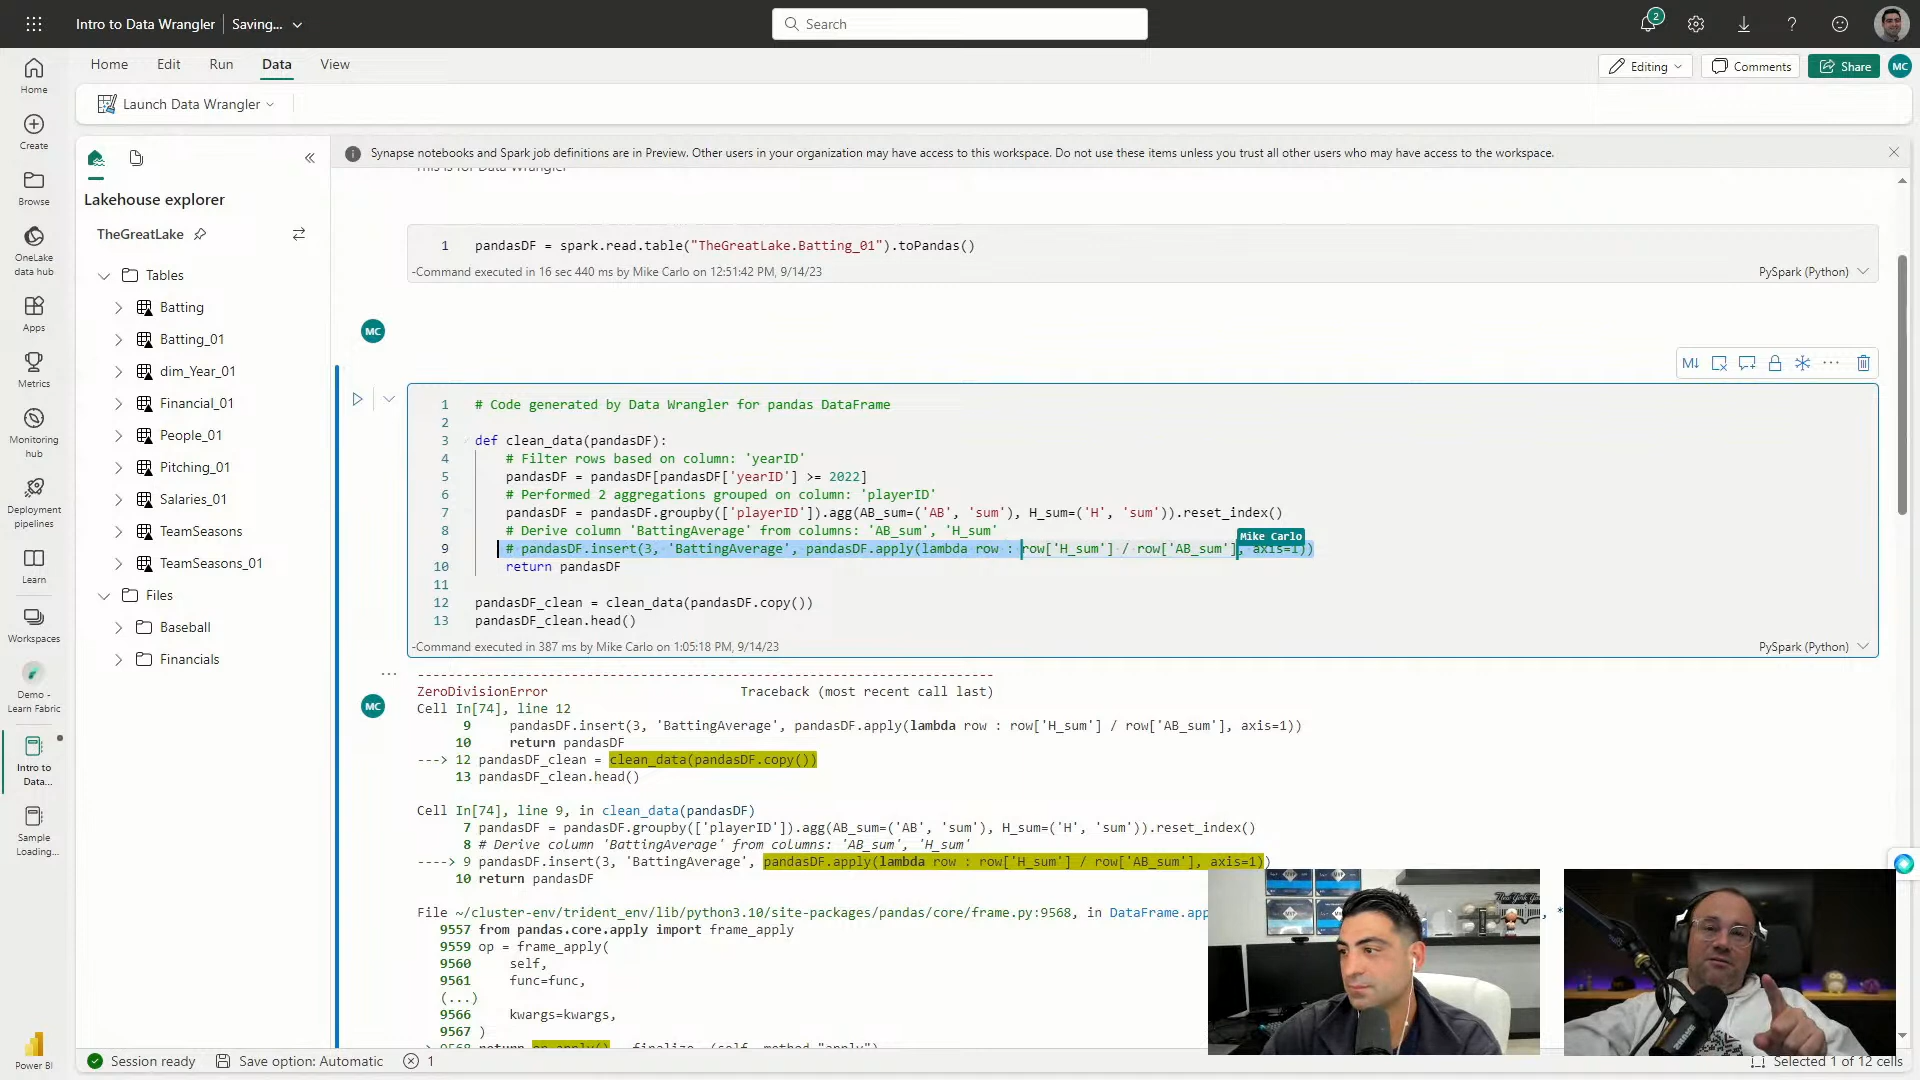 Intro to Data Wrangler
Saving...
Search
2
Home
Edit
Run
Data
View
Editing
Comments
Share
MC
Launch Data Wrangler
Home
Create
Browse
OneLake
data hub
Apps
Metrics
Monitoring
hub
Deployment
pipelines
Learn
Workspaces
Demo -
Learn Fabric
Intro to
Data...
Sample
Loading...
Power BI
Lakehouse explorer
TheGreatLake
Tables
Batting
Batting_01
dim_Year_01
Financial_01
People_01
Pitching_01
Salaries_01
TeamSeasons
TeamSeasons_01
Files
Baseball
Financials
Synapse notebooks and Spark job definitions are in Preview. Other users in your organization may have access to this workspace. Do not use these items unless you trust all other users who may have access to the workspace.
This is for Data Wrangler
1 pandasDF = spark.read.table("TheGreatLake.Batting_01").toPandas()
-Command executed in 16 sec 440 ms by Mike Carlo on 12:51:42 PM, 9/14/23
PySpark (Python)
MC
M↓
1 # Code generated by Data Wrangler for pandas DataFrame
2
3 def clean_data(pandasDF):
4 # Filter rows based on column: 'yearID'
5 pandasDF = pandasDF[pandasDF['yearID'] >= 2022]
6 # Performed 2 aggregations grouped on column: 'playerID'
7 pandasDF = pandasDF.groupby(['playerID']).agg(AB_sum=('AB', 'sum'), H_sum=('H', 'sum')).reset_index()
8 # Derive column 'BattingAverage' from columns: 'AB_sum', 'H_sum'
Mike Carlo
9 # pandasDF.insert(3, 'BattingAverage', pandasDF.apply(lambda row : row['H_sum'] / row['AB_sum'], axis=1))
10 return pandasDF
11
12 pandasDF_clean = clean_data(pandasDF.copy())
13 pandasDF_clean.head()
-Command executed in 387 ms by Mike Carlo on 1:05:18 PM, 9/14/23
PySpark (Python)
MC
---------------------------------------------------------------------------
ZeroDivisionError Traceback (most recent call last)
Cell In[74], line 12
9 pandasDF.insert(3, 'BattingAverage', pandasDF.apply(lambda row : row['H_sum'] / row['AB_sum'], axis=1))
10 return pandasDF
---> 12 pandasDF_clean = clean_data(pandasDF.copy())
13 pandasDF_clean.head()
Cell In[74], line 9, in clean_data(pandasDF)
7 pandasDF = pandasDF.groupby(['playerID']).agg(AB_sum=('AB', 'sum'), H_sum=('H', 'sum')).reset_index()
8 # Derive column 'BattingAverage' from columns: 'AB_sum', 'H_sum'
----> 9 pandasDF.insert(3, 'BattingAverage', pandasDF.apply(lambda row : row['H_sum'] / row['AB_sum'], axis=1))
10 return pandasDF
File ~/cluster-env/trident_env/lib/python3.10/site-packages/pandas/core/frame.py:9568, in DataFrame.app
9557 from pandas.core.apply import frame_apply
9559 op = frame_apply(
9560 self,
9561 func=func,
(...)
9566 kwargs=kwargs,
9567 )
Session ready
Save option: Automatic
1
Selected 1 of 12 cells